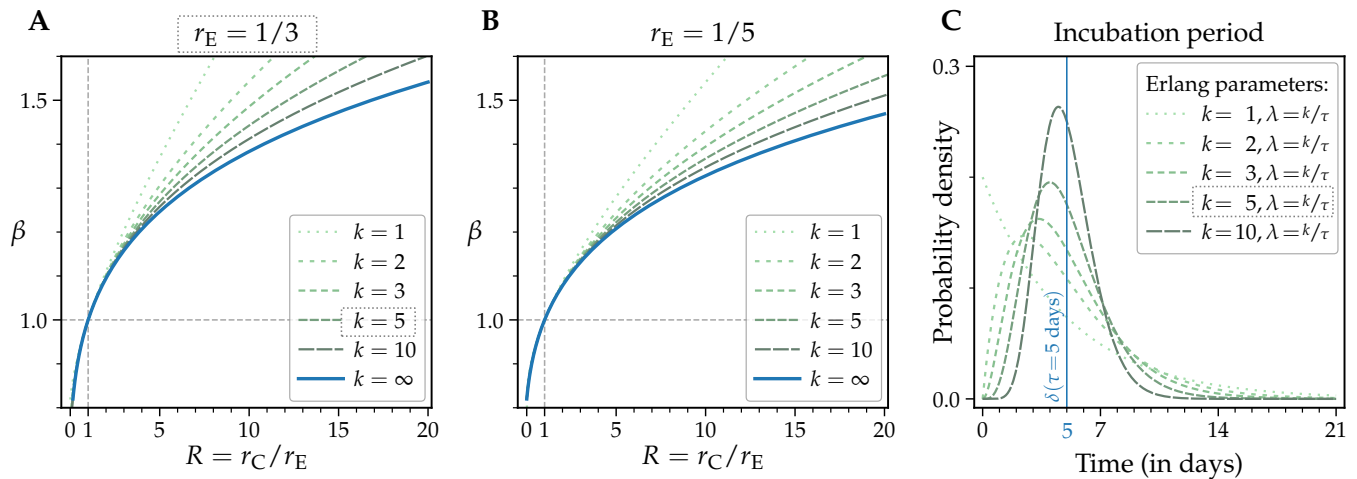 A
r_E = 1/3
β
1.5
1.0
k = 1
k = 2
k = 3
k = 5
k = 10
k = ∞
0 1 5 10 15 20
R = r_C/r_E
B
r_E = 1/5
β
1.5
1.0
k = 1
k = 2
k = 3
k = 5
k = 10
k = ∞
0 1 5 10 15 20
R = r_C/r_E
C
Incubation period
Probability density
0.3
0.0
Erlang parameters:
k = 1, λ = k/τ
k = 2, λ = k/τ
k = 3, λ = k/τ
k = 5, λ = k/τ
k = 10, λ = k/τ
δ (τ = 5 days)
0 5 7 14 21
Time (in days)